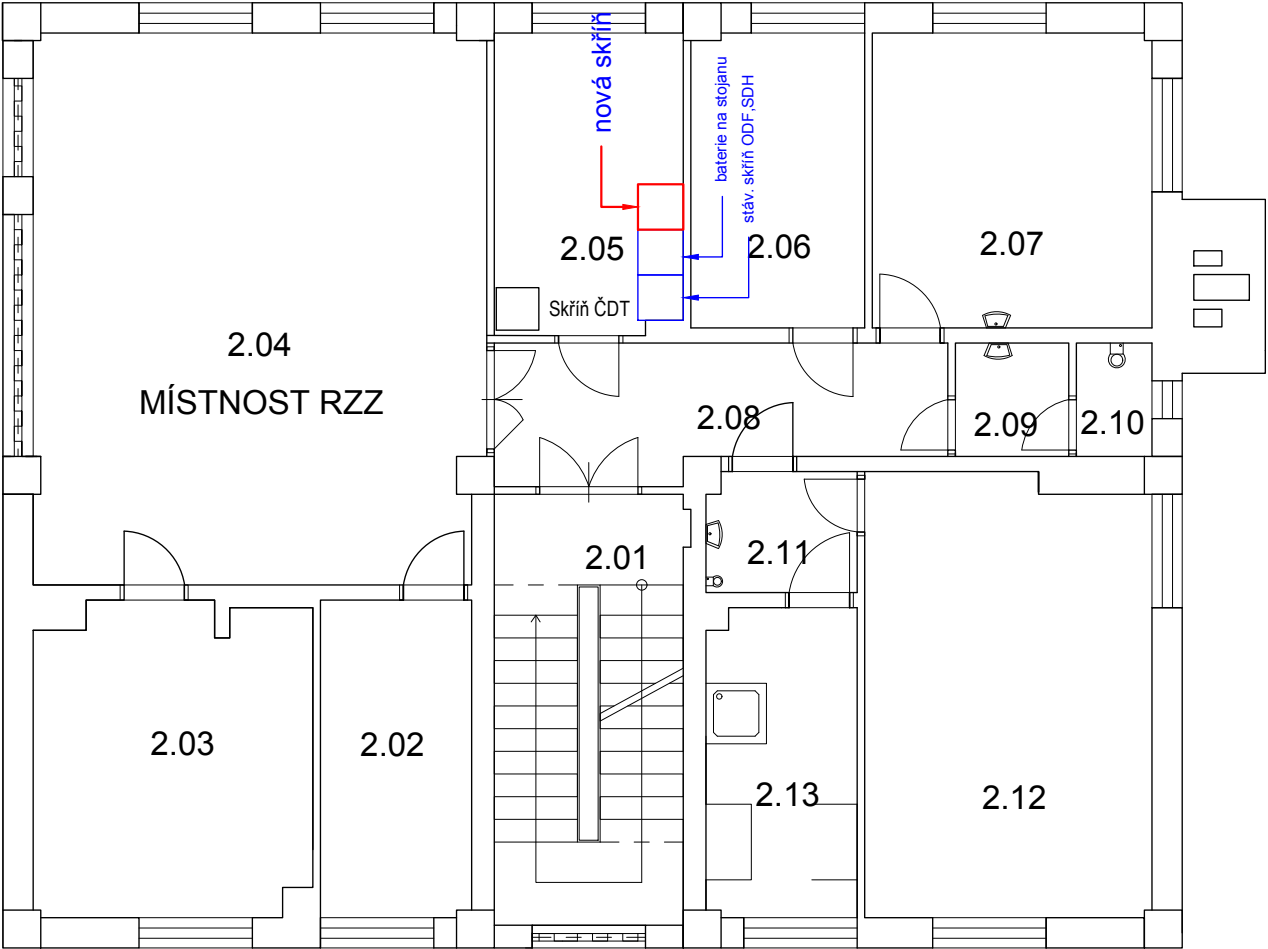 nová skříň
baterie na stojanu
stáv. skříň ODF,SDH
2.05
2.06
2.07
Skříň ČDT
2.04
MÍSTNOST RZZ
2.08
2.09
2.10
2.01
2.11
2.03
2.02
2.13
2.12